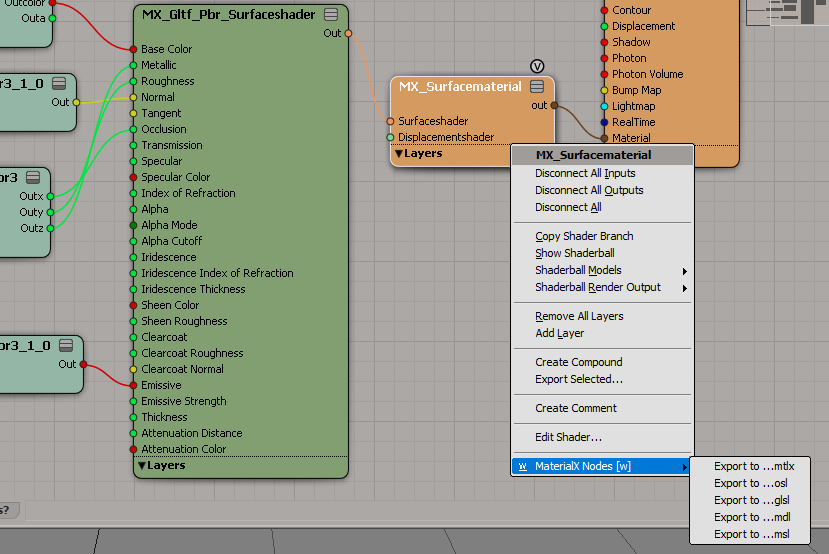 Outcolor
Outa
r3_1_0
Out
or3
Outx
Outy
Outz
or3_1_0
Out
s?
MX_Gltf_Pbr_Surfaceshader
Out
Base Color
Metallic
Roughness
Normal
Tangent
Occlusion
Transmission
Specular
Specular Color
Index of Refraction
Alpha
Alpha Mode
Alpha Cutoff
Iridescence
Iridescence Index of Refraction
Iridescence Thickness
Sheen Color
Sheen Roughness
Clearcoat
Clearcoat Roughness
Clearcoat Normal
Emissive
Emissive Strength
Thickness
Attenuation Distance
Attenuation Color
▼Layers
V
MX_Surfacematerial
out
Surfaceshader
Displacementshader
▼Layers
Contour
Displacement
Shadow
Photon
Photon Volume
Bump Map
Lightmap
RealTime
Material
MX_Surfacematerial
Disconnect All Inputs
Disconnect All Outputs
Disconnect All
Copy Shader Branch
Show Shaderball
Shaderball Models
Shaderball Render Output
Remove All Layers
Add Layer
Create Compound
Export Selected...
Create Comment
Edit Shader...
W MaterialX Nodes [w]
Export to ...mtlx
Export to ...osl
Export to ...glsl
Export to ...mdl
Export to ...msl